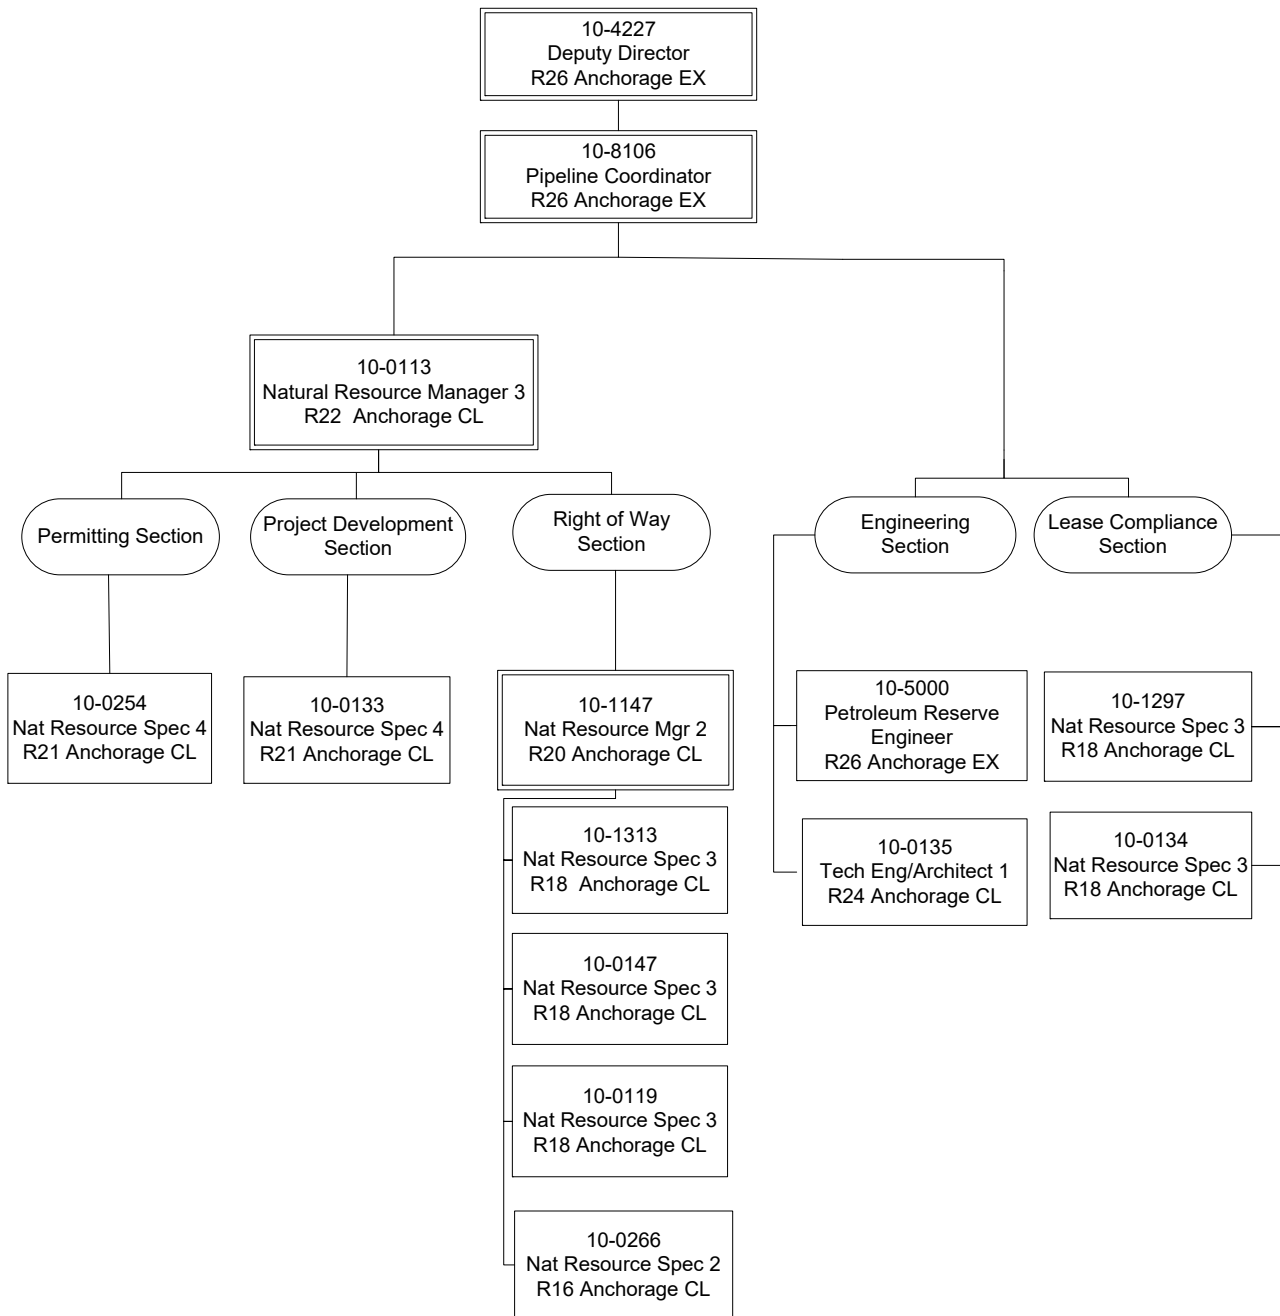 10-4227
Deputy Director
R26 Anchorage EX
10-8106
Pipeline Coordinator
R26 Anchorage EX
10-0113
Natural Resource Manager 3
R22  Anchorage CL
Permitting Section
Project Development
Section
Right of Way
Section
Engineering
Section
Lease Compliance
Section
10-0254
Nat Resource Spec 4
R21 Anchorage CL
10-0133
Nat Resource Spec 4
R21 Anchorage CL
10-1147
Nat Resource Mgr 2
R20 Anchorage CL
10-5000
Petroleum Reserve
Engineer
R26 Anchorage EX
10-1297
Nat Resource Spec 3
R18 Anchorage CL
10-1313
Nat Resource Spec 3
R18  Anchorage CL
10-0135
Tech Eng/Architect 1
R24 Anchorage CL
10-0134
Nat Resource Spec 3
R18 Anchorage CL
10-0147
Nat Resource Spec 3
R18 Anchorage CL
10-0119
Nat Resource Spec 3
R18 Anchorage CL
10-0266
Nat Resource Spec 2
R16 Anchorage CL